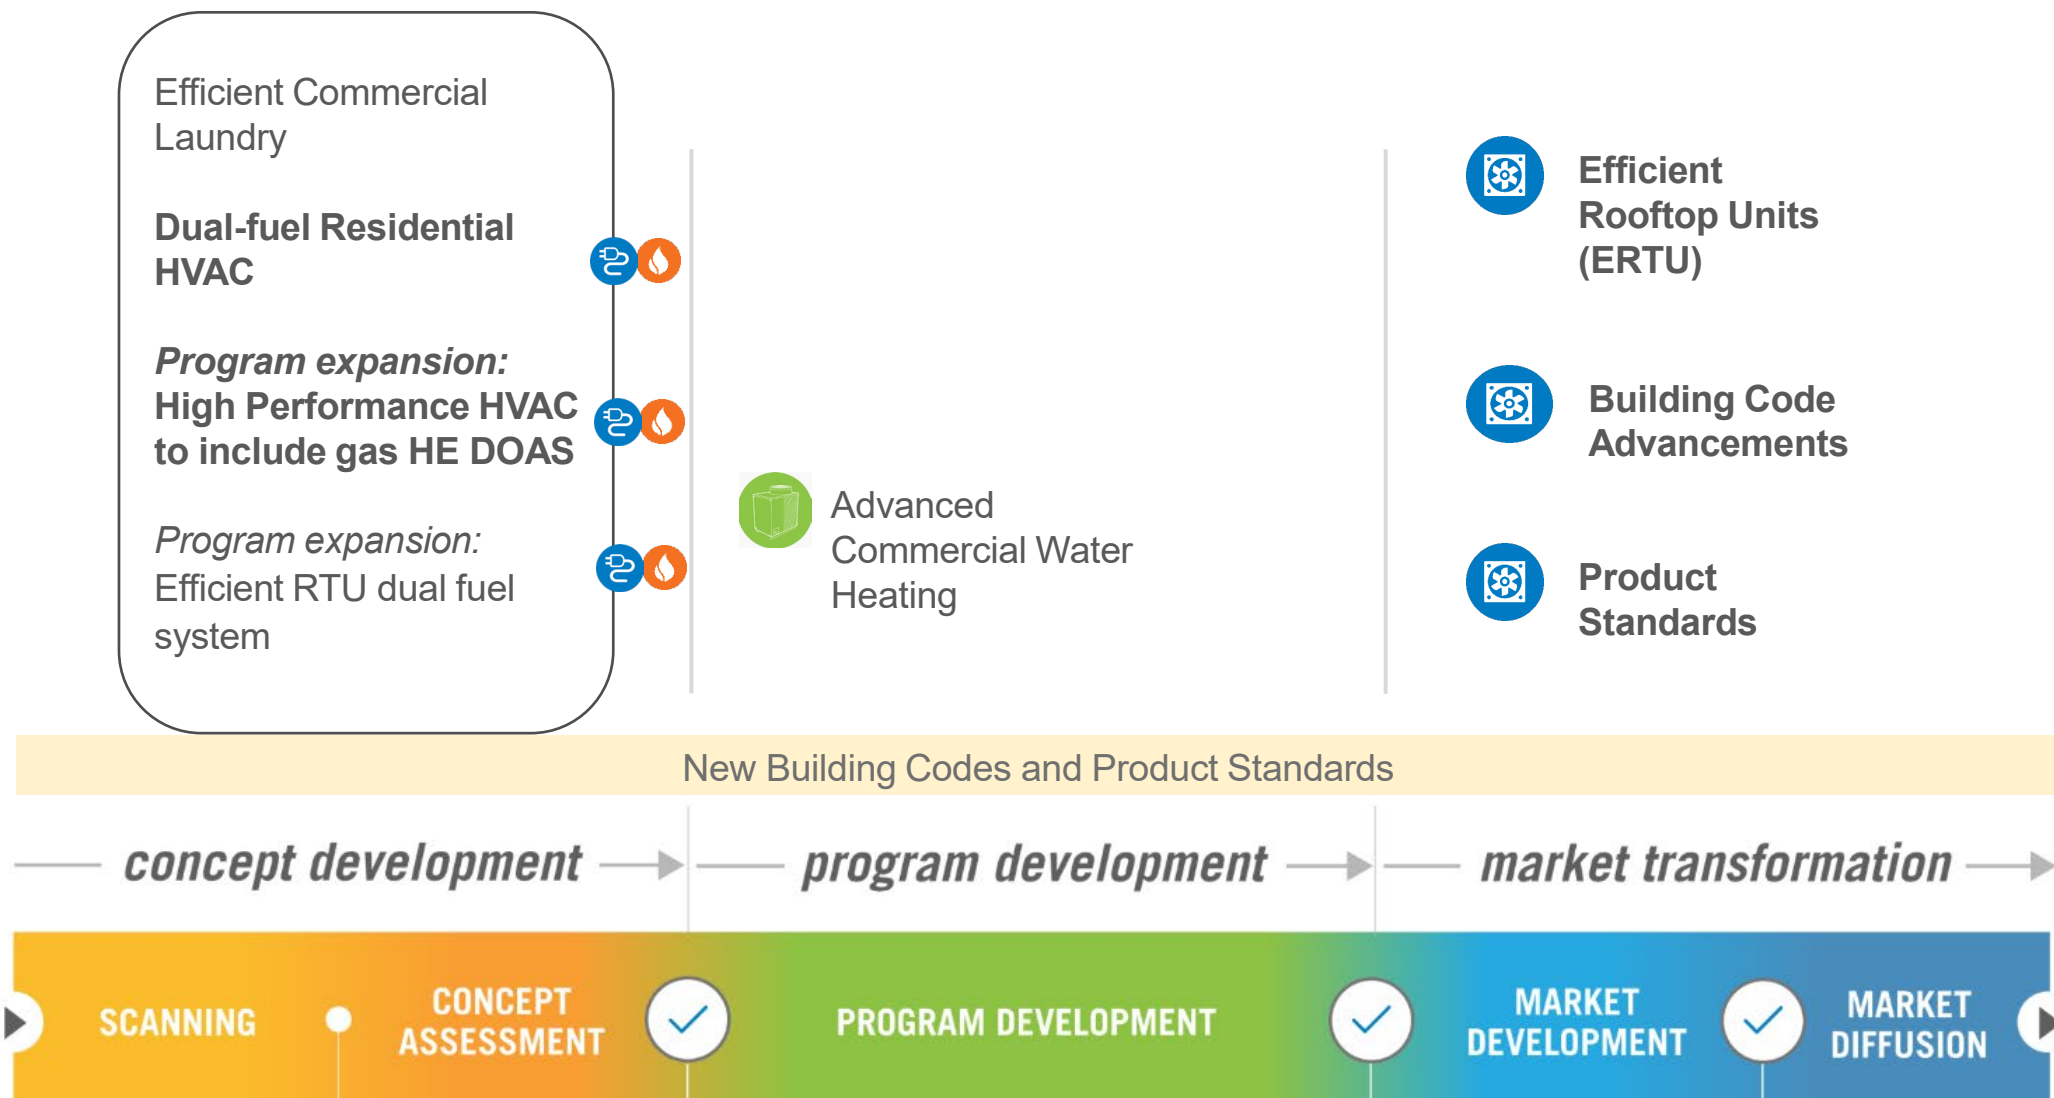 Efficient Commercial
Laundry
Dual-fuel Residential
HVAC
Program expansion:
High Performance HVAC
to include gas HE DOAS
Program expansion:
Efficient RTU dual fuel
system
Advanced
Commercial Water
Heating
Efficient
Rooftop Units
(ERTU)
Building Code
Advancements
Product
Standards
New Building Codes and Product Standards
concept development
program development
market transformation
SCANNING
CONCEPT
ASSESSMENT
PROGRAM DEVELOPMENT
MARKET
DEVELOPMENT
MARKET
DIFFUSION